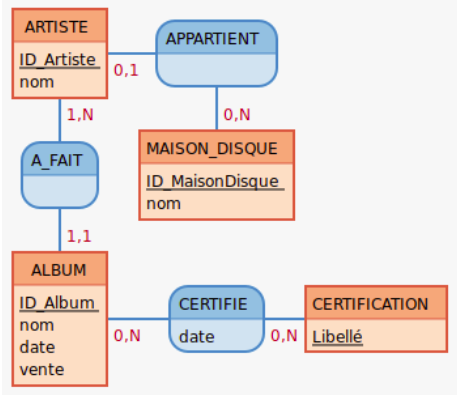 ARTISTE
ID_Artiste
nom
0,1
APPARTIENT
1,N
0,N
A_FAIT
MAISON_DISQUE
ID_MaisonDisque
nom
1,1
ALBUM
ID_Album
nom
date
vente
0,N
CERTIFIE
date
0,N
CERTIFICATION
Libellé